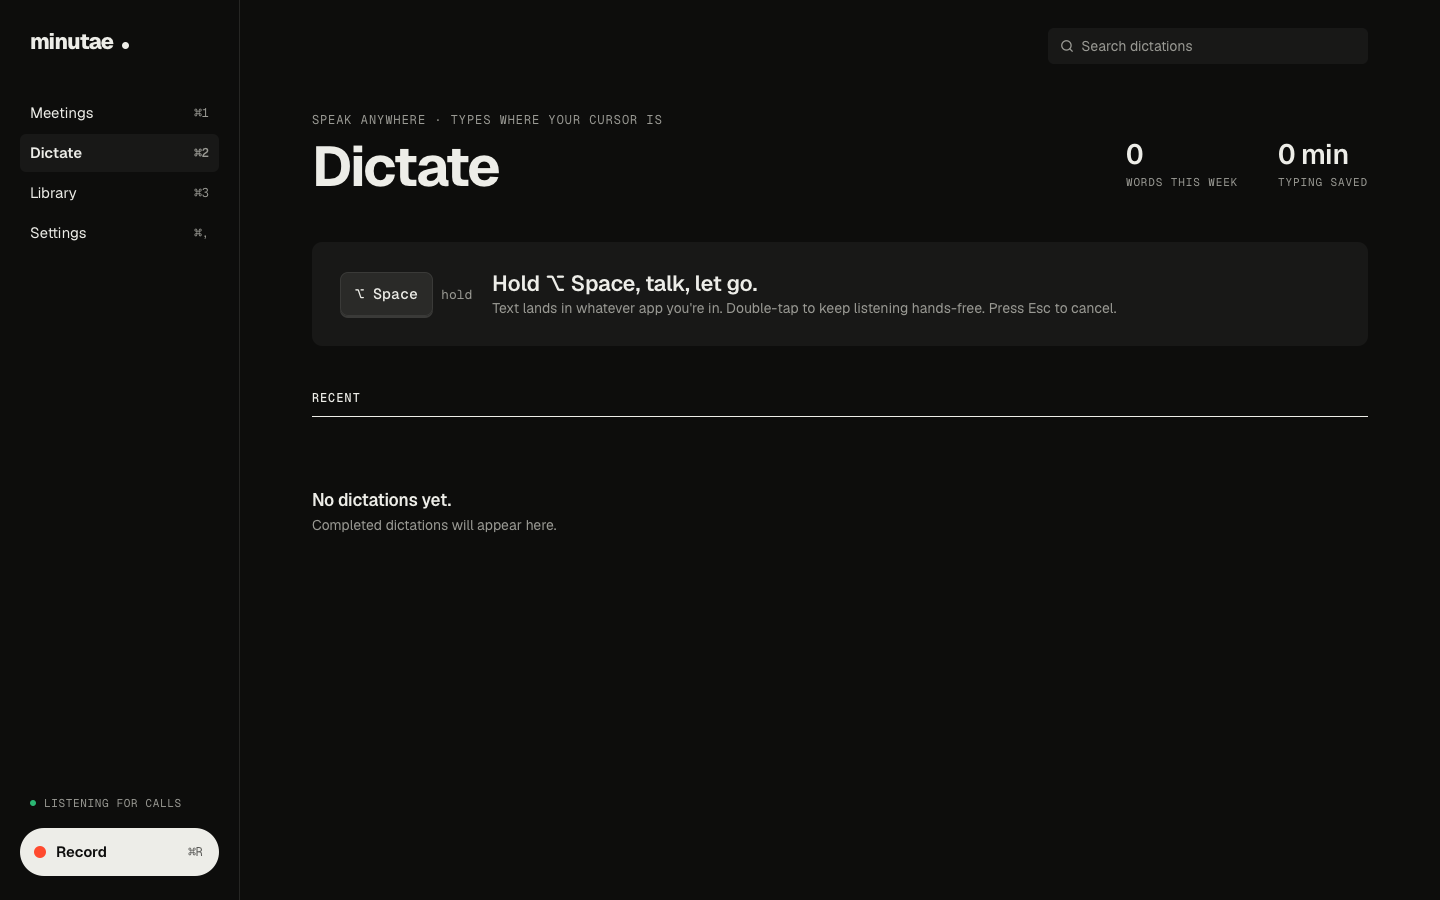 minutae
Meetings ⌘1
Dictate ⌘2
Library ⌘3
Settings ⌘,
LISTENING FOR CALLS
Record ⌘R
Search dictations
SPEAK ANYWHERE · TYPES WHERE YOUR CURSOR IS
Dictate
0
WORDS THIS WEEK
0 min
TYPING SAVED
⌥ Space hold
Hold ⌥ Space, talk, let go.
Text lands in whatever app you're in. Double-tap to keep listening hands-free. Press Esc to cancel.
RECENT
No dictations yet.
Completed dictations will appear here.